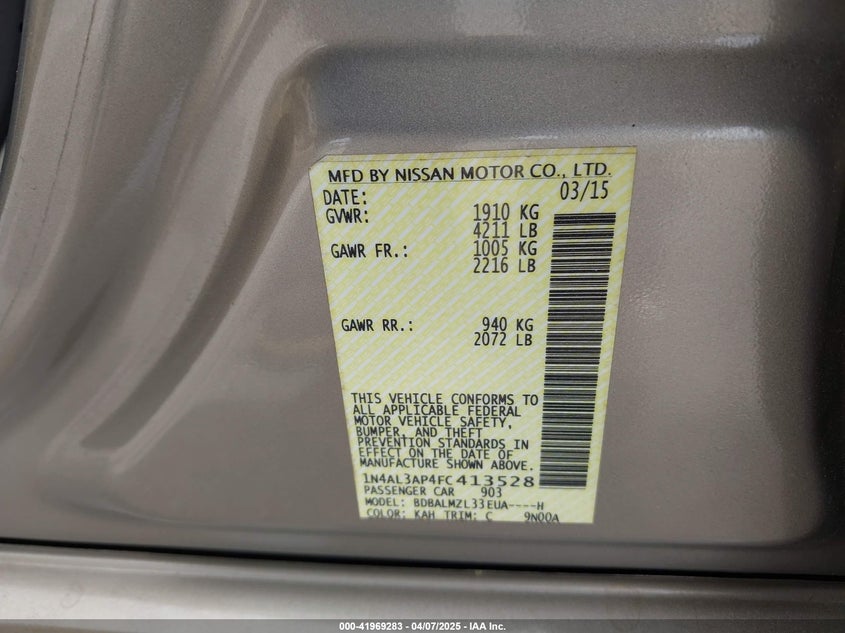 MFD BY NISSAN MOTOR CO., LTD.
DATE: 03/15
GVWR: 1910 KG
4211 LB
GAWR FR.: 1005 KG
2216 LB
GAWR RR.: 940 KG
2072 LB
THIS VEHICLE CONFORMS TO
ALL APPLICABLE FEDERAL
MOTOR VEHICLE SAFETY,
BUMPER, AND THEFT
PREVENTION STANDARDS IN
EFFECT ON THE DATE OF
MANUFACTURE SHOWN ABOVE.
1N4AL3AP4FC413528
PASSENGER CAR 903
MODEL: BDBALMZL33EUA----H
COLOR: KAH TRIM: C 9N00A
000-41969283 - 04/07/2025 - IAA Inc.